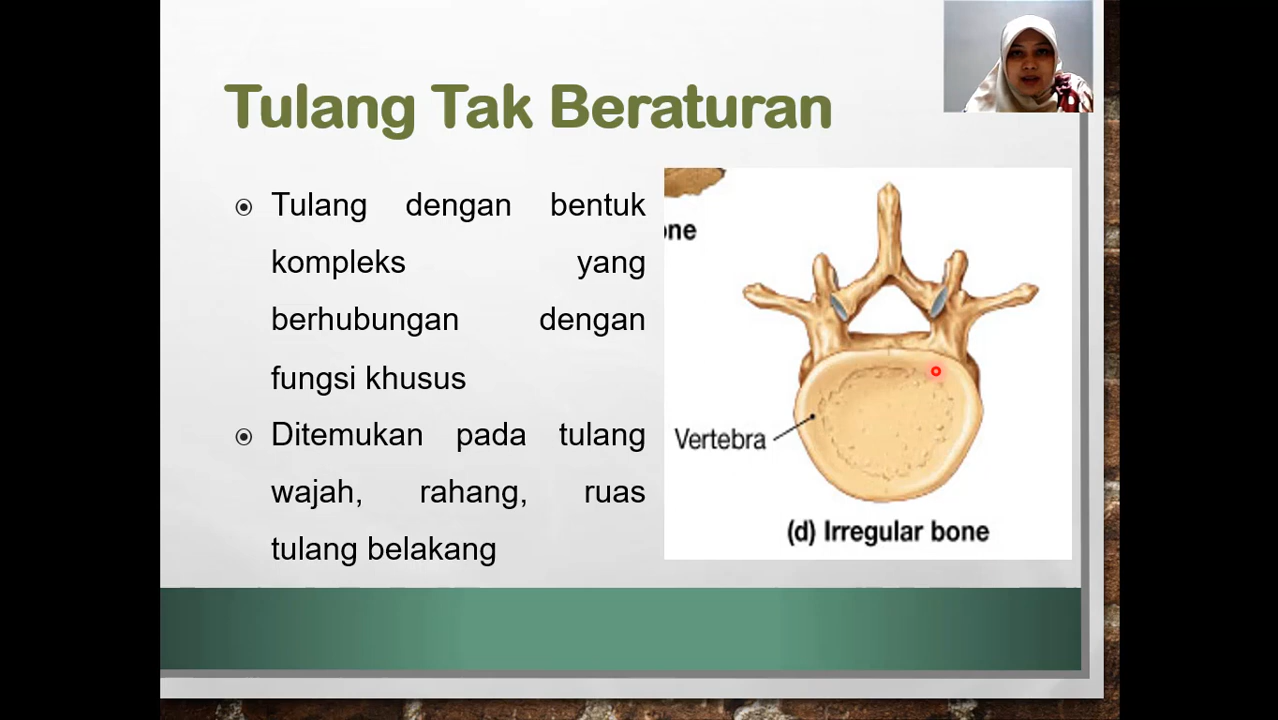 Tulang Tak Beraturan
Tulang dengan bentuk
kompleks yang
berhubungan dengan
fungsi khusus
Ditemukan pada tulang
wajah, rahang, ruas
tulang belakang
one
Vertebra
(d) Irregular bone